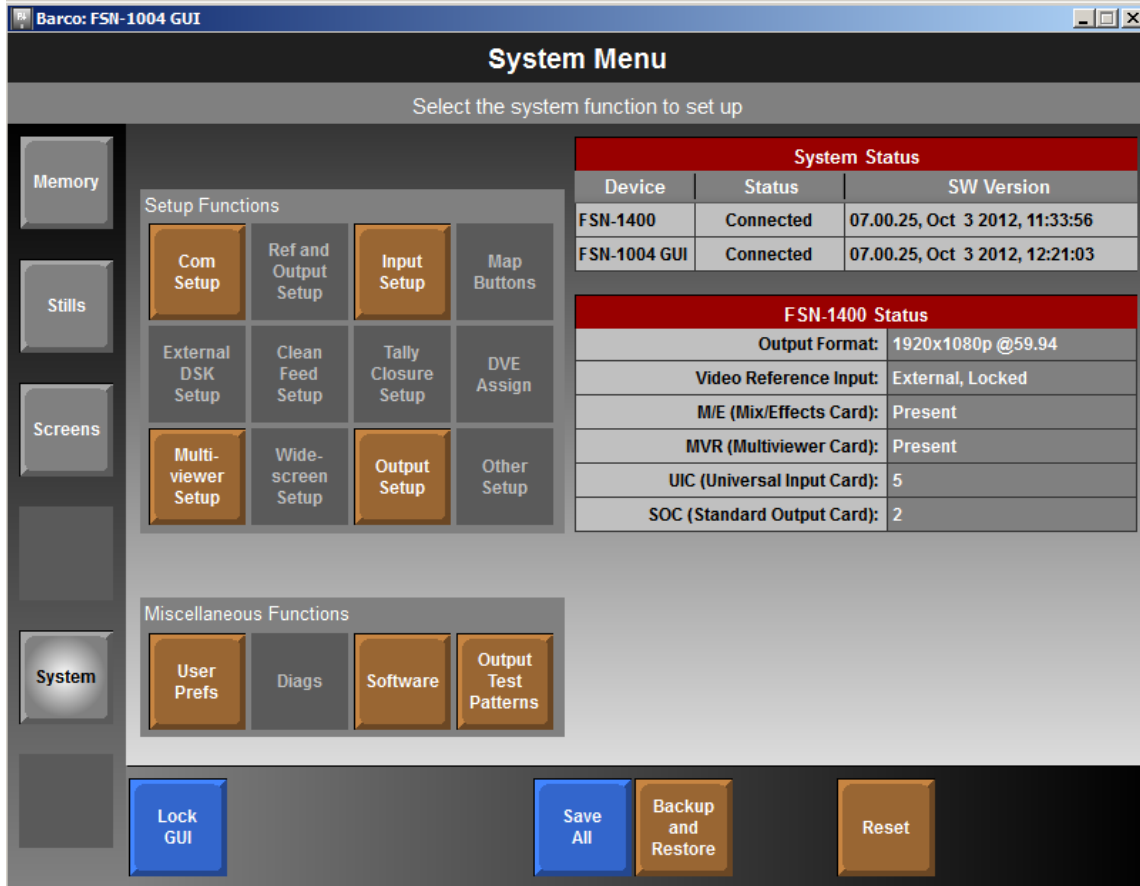 Barco: FSN-1004 GUI
System Menu
Select the system function to set up
Memory
Stills
Screens
System
Setup Functions
Com
Setup
Ref and
Output
Setup
Input
Setup
Map
Buttons
External
DSK
Setup
Clean
Feed
Setup
Tally
Closure
Setup
DVE
Assign
Multi-
viewer
Setup
Wide-
screen
Setup
Output
Setup
Other
Setup
Miscellaneous Functions
User
Prefs
Diags
Software
Output
Test
Patterns
System Status
Device Status SW Version
FSN-1400 Connected 07.00.25, Oct 3 2012, 11:33:56
FSN-1004 GUI Connected 07.00.25, Oct 3 2012, 12:21:03
FSN-1400 Status
Output Format: 1920x1080p @59.94
Video Reference Input: External, Locked
M/E (Mix/Effects Card): Present
MVR (Multiviewer Card): Present
UIC (Universal Input Card): 5
SOC (Standard Output Card): 2
Lock
GUI
Save
All
Backup
and
Restore
Reset